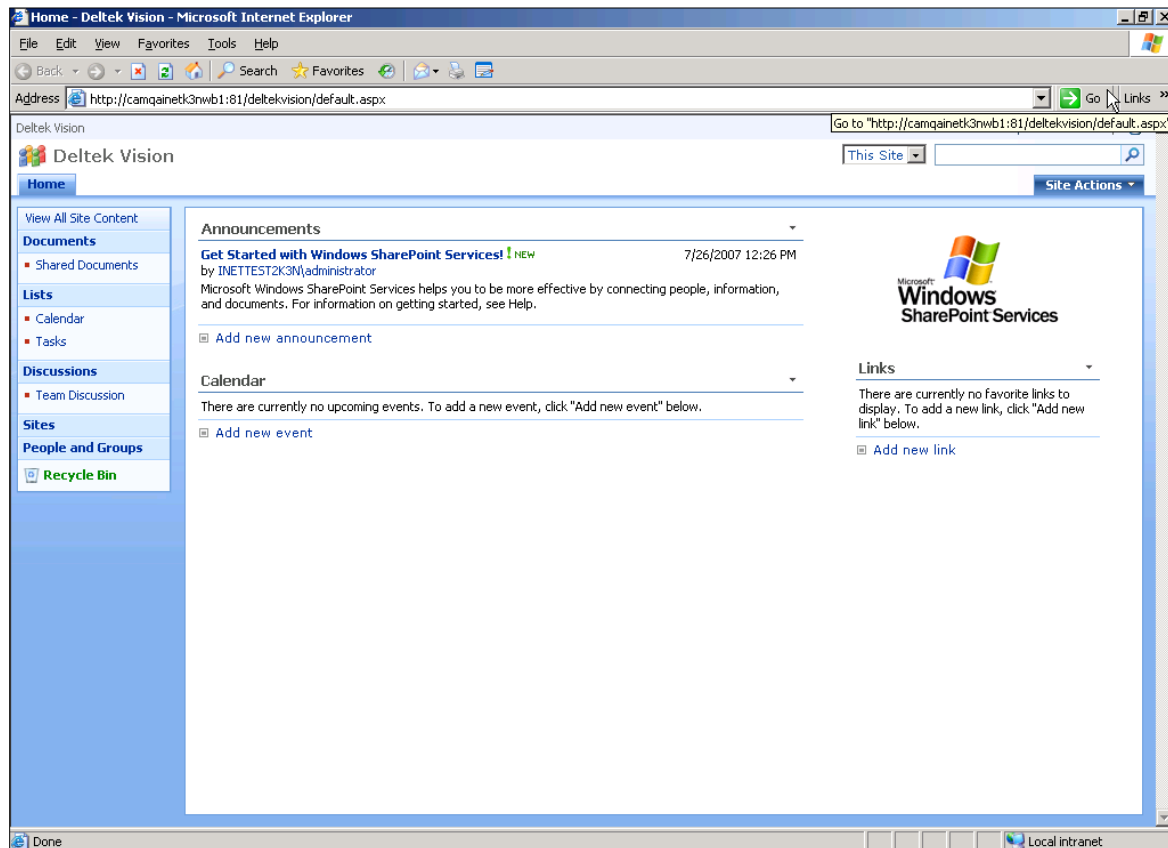 Home - Deltek Vision - Microsoft Internet Explorer
File Edit View Favorites Tools Help
Back Search Favorites
Address http://camqainetk3nwb1:81/deltekvision/default.aspx Go Links »
Deltek Vision
Go to "http://camqainetk3nwb1:81/deltekvision/default.aspx"
Deltek Vision
This Site
Home
Site Actions
View All Site Content
Documents
Shared Documents
Lists
Calendar
Tasks
Discussions
Team Discussion
Sites
People and Groups
Recycle Bin
Announcements
Get Started with Windows SharePoint Services! ! NEW 7/26/2007 12:26 PM
by INETTEST2K3N\administrator
Microsoft Windows SharePoint Services helps you to be more effective by connecting people, information,
and documents. For information on getting started, see Help.
Add new announcement
Calendar
There are currently no upcoming events. To add a new event, click "Add new event" below.
Add new event
Microsoft
Windows
SharePoint Services
Links
There are currently no favorite links to
display. To add a new link, click "Add new
link" below.
Add new link
Done
Local intranet